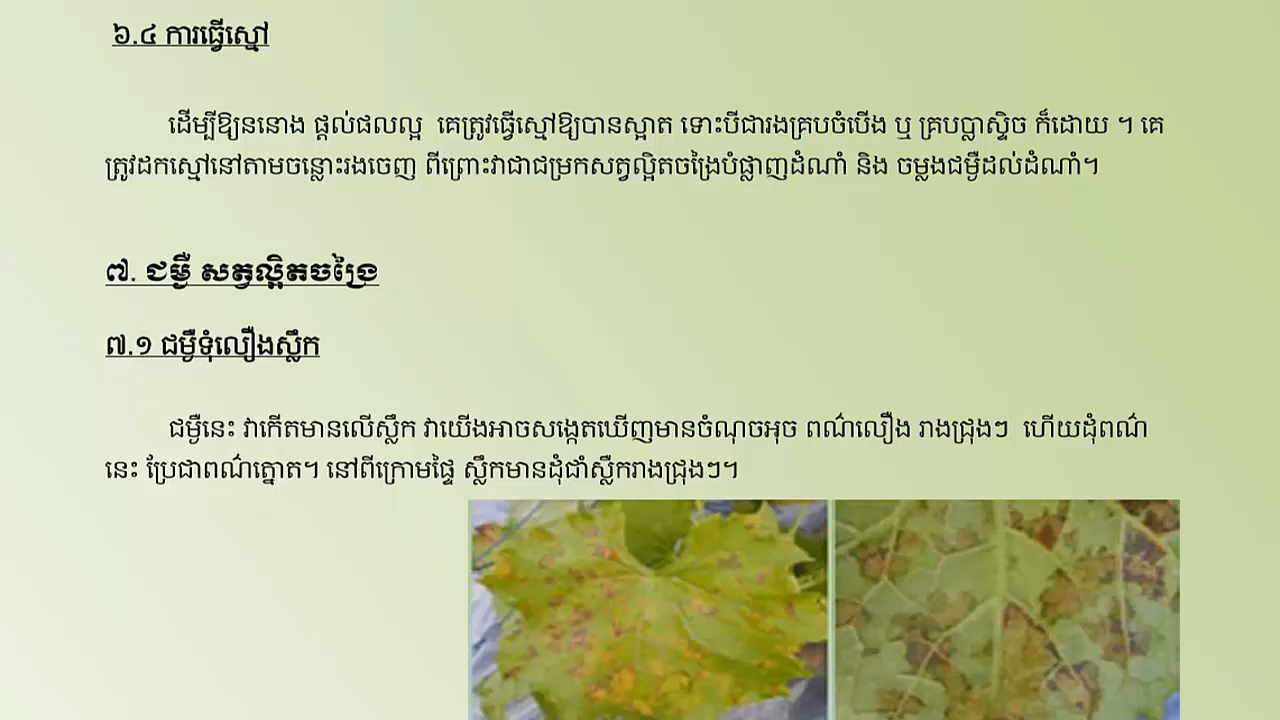 ៦.៤ ការធ្វើស្មៅ
ដើម្បីឱ្យននោង ផ្តល់ផលល្អ គេត្រូវធ្វើស្មៅឱ្យបានស្អាត ទោះបីជារងគ្របចំបើង ឬ គ្របប្លាស្ទិច ក៏ដោយ ។ គេ
ត្រូវដកស្មៅនៅតាមចន្លោះរងចេញ ពីព្រោះវាជាជម្រកសត្វល្អិតចង្រៃបំផ្លាញដំណាំ និង ចម្លងជម្ងឺដល់ដំណាំ។
៧. ជម្ងឺ សត្វល្អិតចង្រៃ
៧.១ ជម្ងឺទុំលឿងស្លឹក
ជម្ងឺនេះ វាកើតមានលើស្លឹក វាយើងអាចសង្កេតឃើញមានចំណុចអុច ពណ៌លឿង រាងជ្រុងៗ ហើយដុំពណ៌
នេះ ប្រែជាពណ៌ត្នោត។ នៅពីក្រោមផ្ទៃ ស្លឹកមានដុំជាំស្លឹករាងជ្រុងៗ។